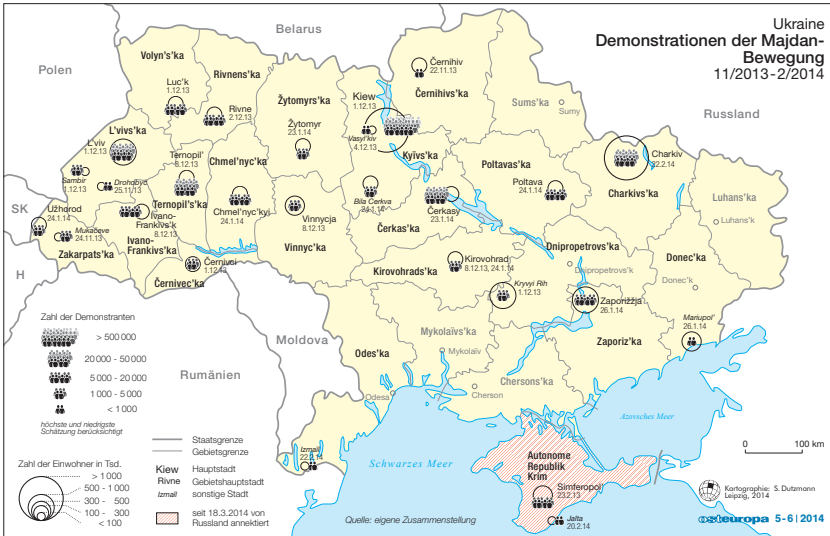 Ukraine
Demonstrationen der Majdan-
Bewegung
11/2013-2/2014
Belarus
Polen
Russland
SK
H
Rumänien
Moldova
Volyns'ka
Luc'k
1.12.13
Rivnens'ka
Rivne
2.12.13
Žytomyrs'ka
Žytomyr
23.1.14
Kiew
1.12.13
Vasyl'kiv
4.12.13
Kyïvs'ka
Černihiv
22.11.13
Černihivs'ka
Sums'ka
Sumy
L'vivs'ka
L'viv
1.12.13
Sambir
1.12.13
Drohobyč
25.11.13
Ternopil'
8.12.13
Ternopil's'ka
Chmel'nyc'ka
Chmel'nyc'kyi
24.1.14
Užhorod
24.1.14
Mukačeve
24.11.13
Zakarpats'ka
Ivano-
Frankivs'k
8.12.13
Ivano-
Frankivs'ka
Černivci
1.12.13
Černivec'ka
Vinnycja
8.12.13
Vinnyc'ka
Bila Cerkva
24.1.14
Čerkasy
23.1.14
Čerkas'ka
Poltavas'ka
Poltava
24.1.14
Charkiv
22.2.14
Charkivs'ka
Luhans'ka
Luhans'k
Kirovohrad
8.12.13, 24.1.14
Kirovohrads'ka
Dnipropetrovs'ka
Dnipropetrovs'k
Kryvyi Rih
1.12.13
Donec'ka
Donec'k
Zaporižžja
26.1.14
Zaporiz'ka
Mariupol'
26.1.14
Mykolaïvs'ka
Mykolaïv
Odes'ka
Odesa
Chersons'ka
Cherson
Izmaïl
22.2.14
Schwarzes Meer
Azovsches Meer
Autonome
Republik
Krim
Simferopol'
23.2.13
Jalta
20.2.14
Zahl der Demonstranten
> 500 000
20 000 - 50 000
5 000 - 20 000
1 000 - 5 000
< 1 000
höchste und niedrigste
Schätzung berücksichtigt
Zahl der Einwohner in Tsd.
> 1 000
500 - 1 000
300 - 500
100 - 300
< 100
Staatsgrenze
Gebietsgrenze
Kiew Hauptstadt
Rivne Gebietshauptstadt
Izmaïl sonstige Stadt
seit 18.3.2014 von
Russland annektiert
Quelle: eigene Zusammenstellung
0 100 km
Kartographie: S. Dutzmann
Leipzig, 2014
osteuropa 5-6 | 2014